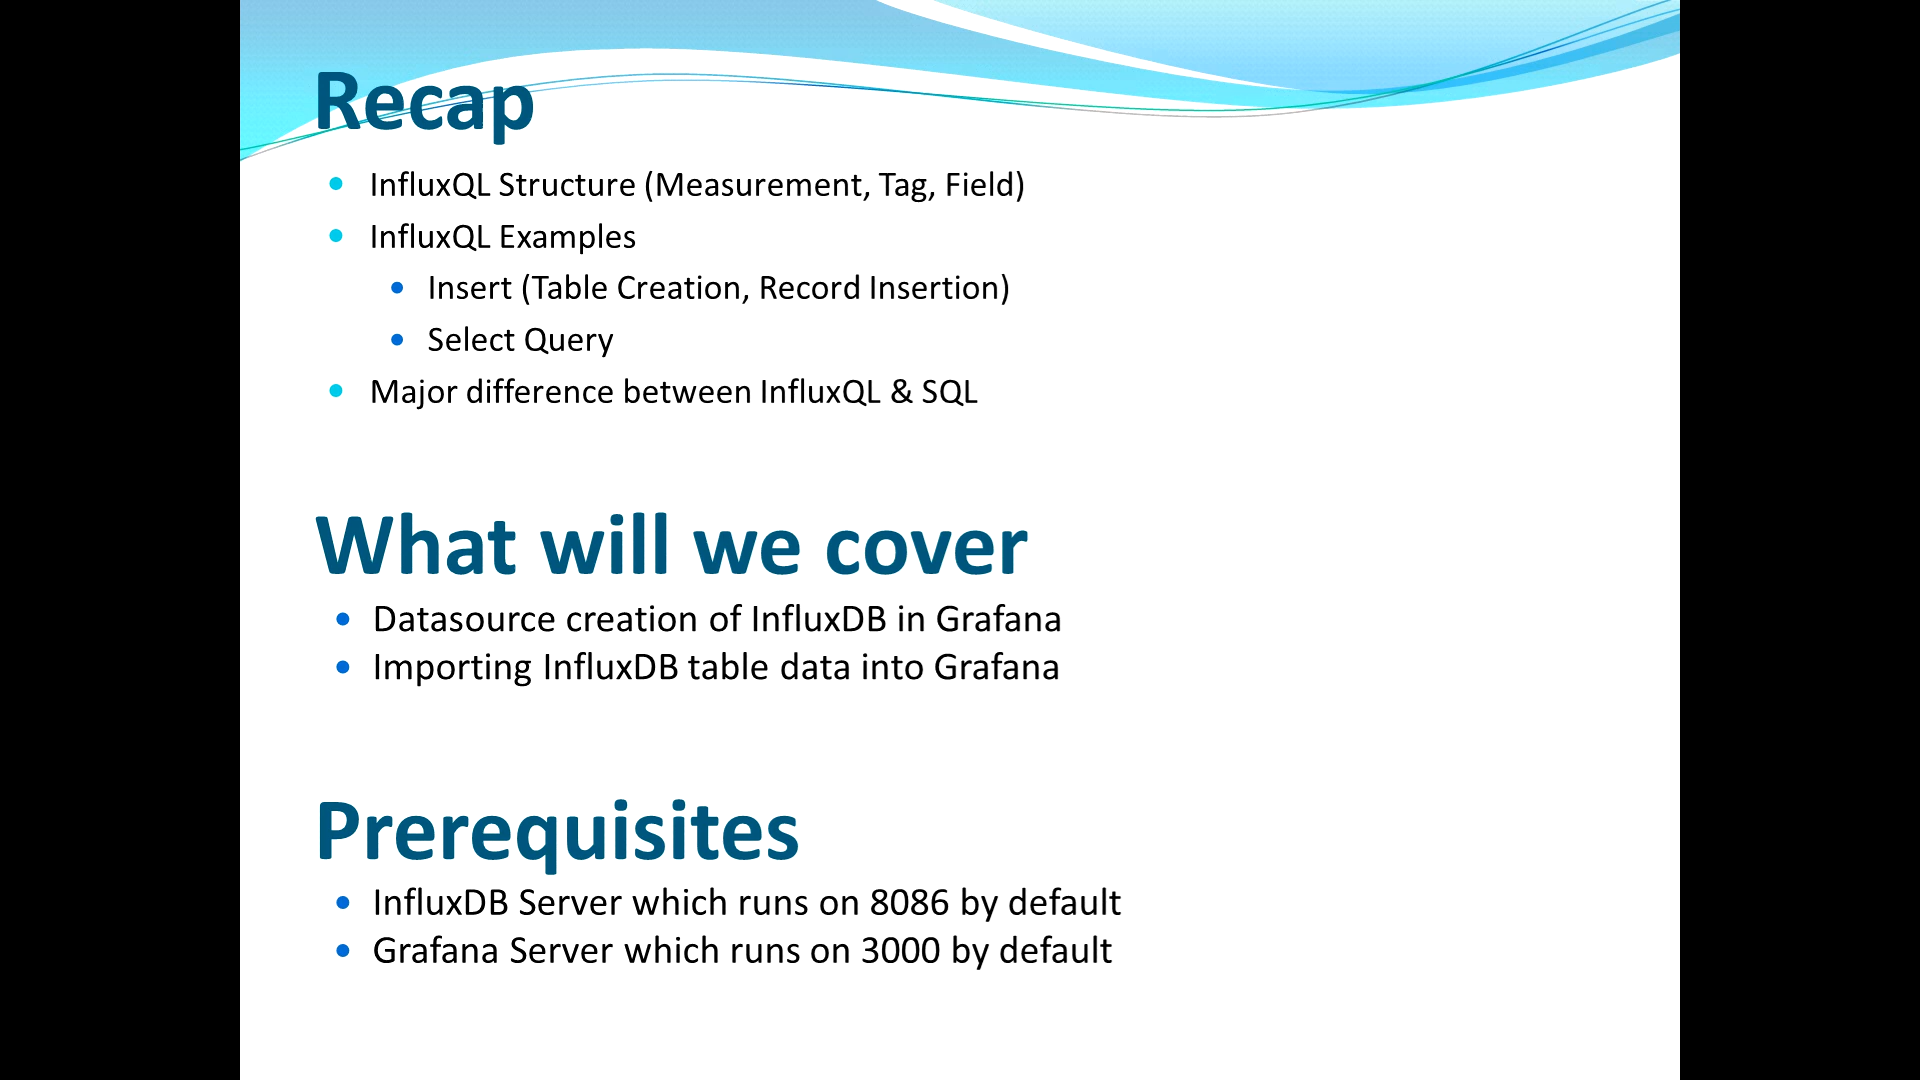 Recap
InfluxQL Structure (Measurement, Tag, Field)
InfluxQL Examples
Insert (Table Creation, Record Insertion)
Select Query
Major difference between InfluxQL & SQL
What will we cover
Datasource creation of InfluxDB in Grafana
Importing InfluxDB table data into Grafana
Prerequisites
InfluxDB Server which runs on 8086 by default
Grafana Server which runs on 3000 by default